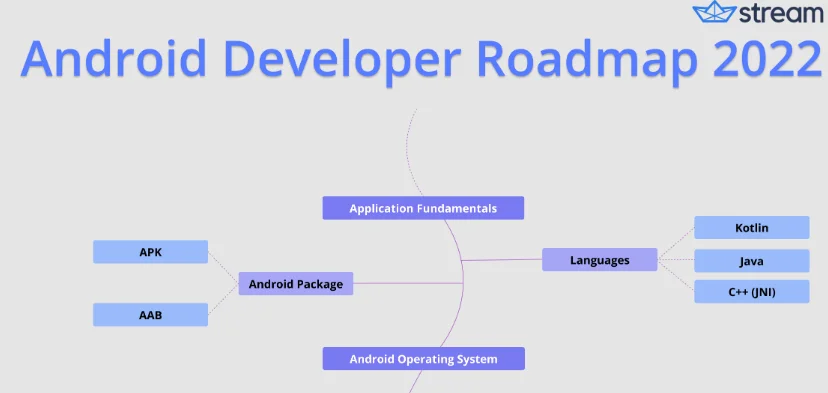 stream
Android Developer Roadmap 2022
Application Fundamentals
Languages
Kotlin
Java
C++ (JNI)
Android Package
APK
AAB
Android Operating System